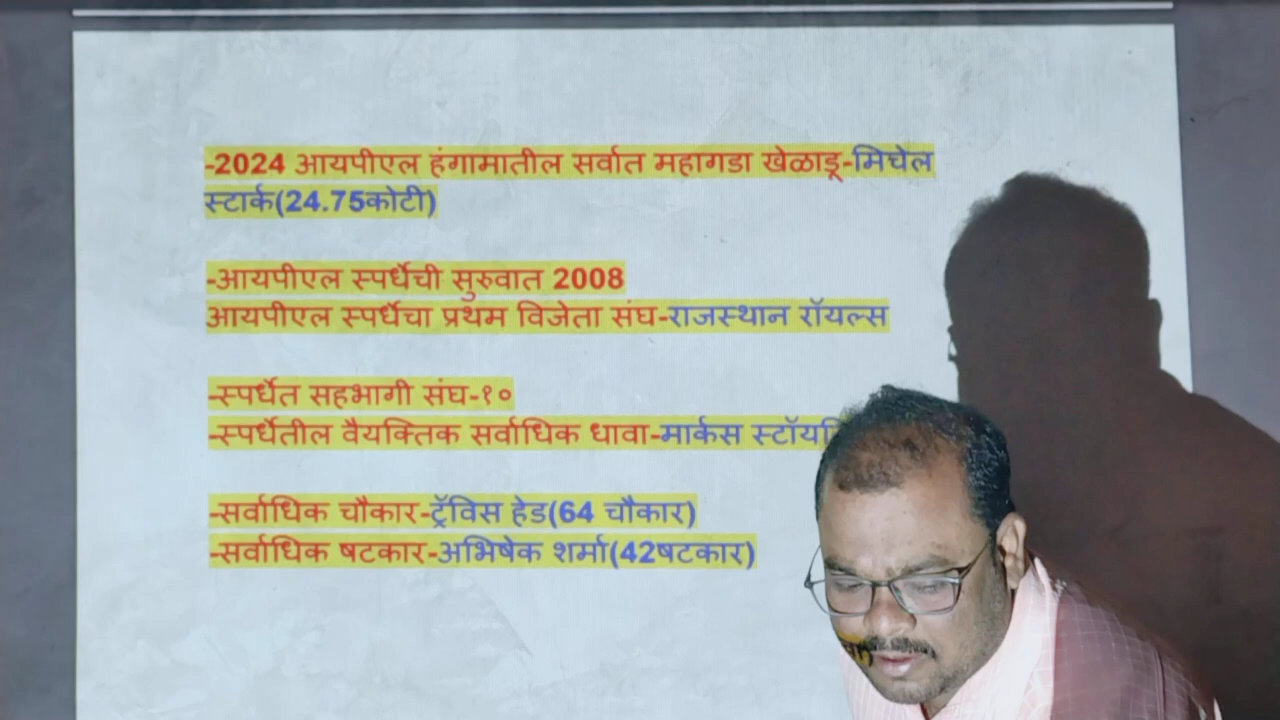 -2024 आयपीएल हंगामातील सर्वात महागडा खेळाडू-मिचेल
स्टार्क(24.75कोटी)
-आयपीएल स्पर्धेची सुरुवात 2008
आयपीएल स्पर्धेचा प्रथम विजेता संघ-राजस्थान रॉयल्स
-स्पर्धेत सहभागी संघ-१०
-स्पर्धेतील वैयक्तिक सर्वाधिक धावा-मार्कस
-सर्वाधिक चौकार-ट्रॅविस हेड(64 चौकार)
-सर्वाधिक षटकार-अभिषेक शर्मा(42षटकार)